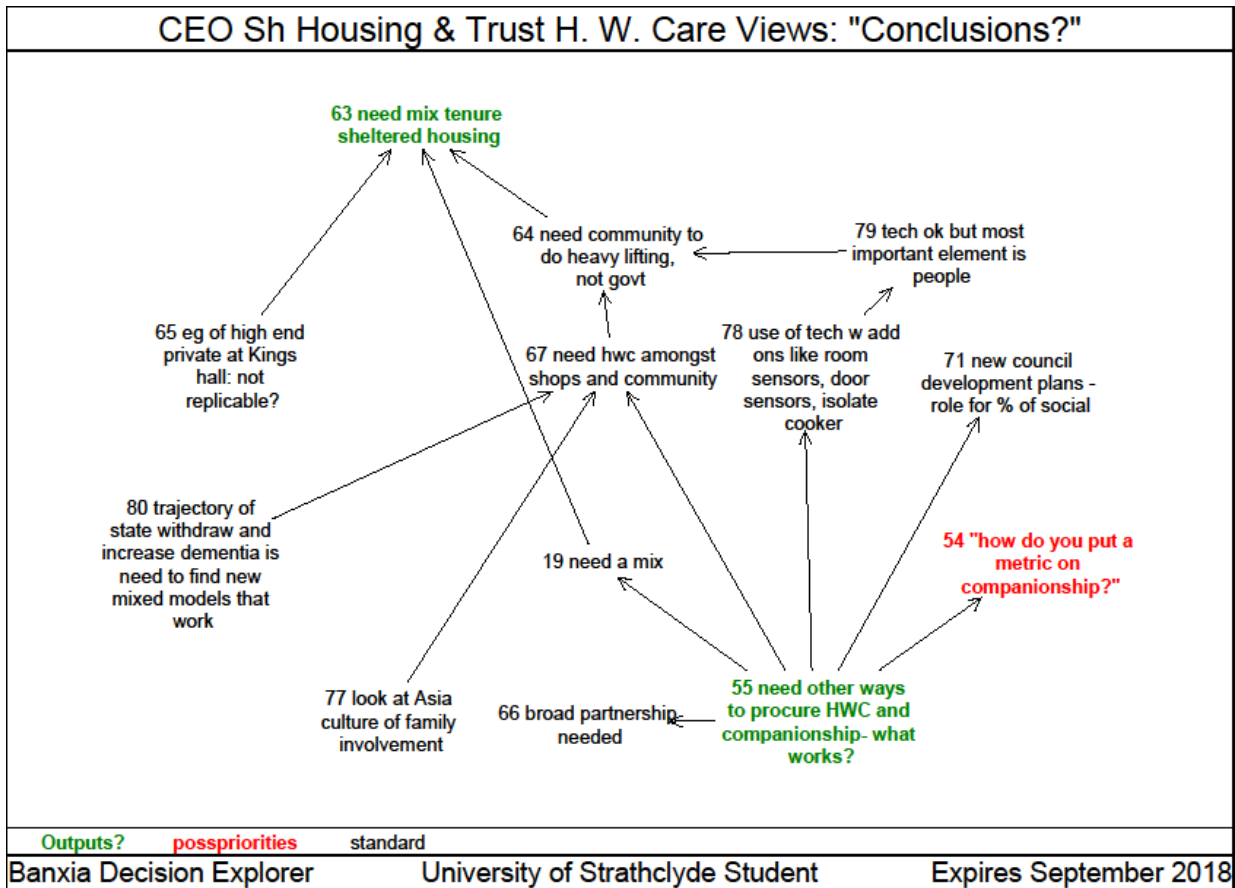 CEO Sh Housing & Trust H. W. Care Views: "Conclusions?"
63 need mix tenure
sheltered housing
64 need community to
do heavy lifting,
not govt
79 tech ok but most
important element is
people
65 eg of high end
private at Kings
hall: not
replicable?
67 need hwc amongst
shops and community
78 use of tech w add
ons like room
sensors, door
sensors, isolate
cooker
71 new council
development plans -
role for % of social
80 trajectory of
state withdraw and
increase dementia is
need to find new
mixed models that
work
19 need a mix
54 "how do you put a
metric on
companionship?"
77 look at Asia
culture of family
involvement
66 broad partnership
needed
55 need other ways
to procure HWC and
companionship- what
works?
Outputs? posspriorities standard
Banxia Decision Explorer University of Strathclyde Student Expires September 2018